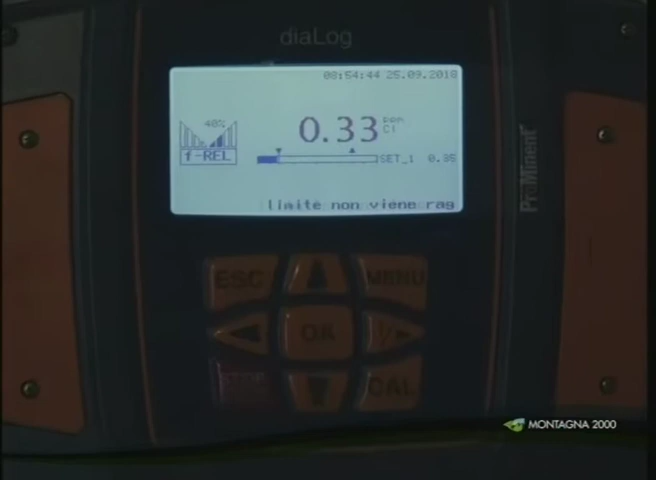 diaLog
08:54:44 25.09.2018
40%
0.33 ppm Cl
f-REL
SET_1 0.35
limite non viene rag
ProMinent
ESC
MENU
OK
CAL
MONTAGNA 2000